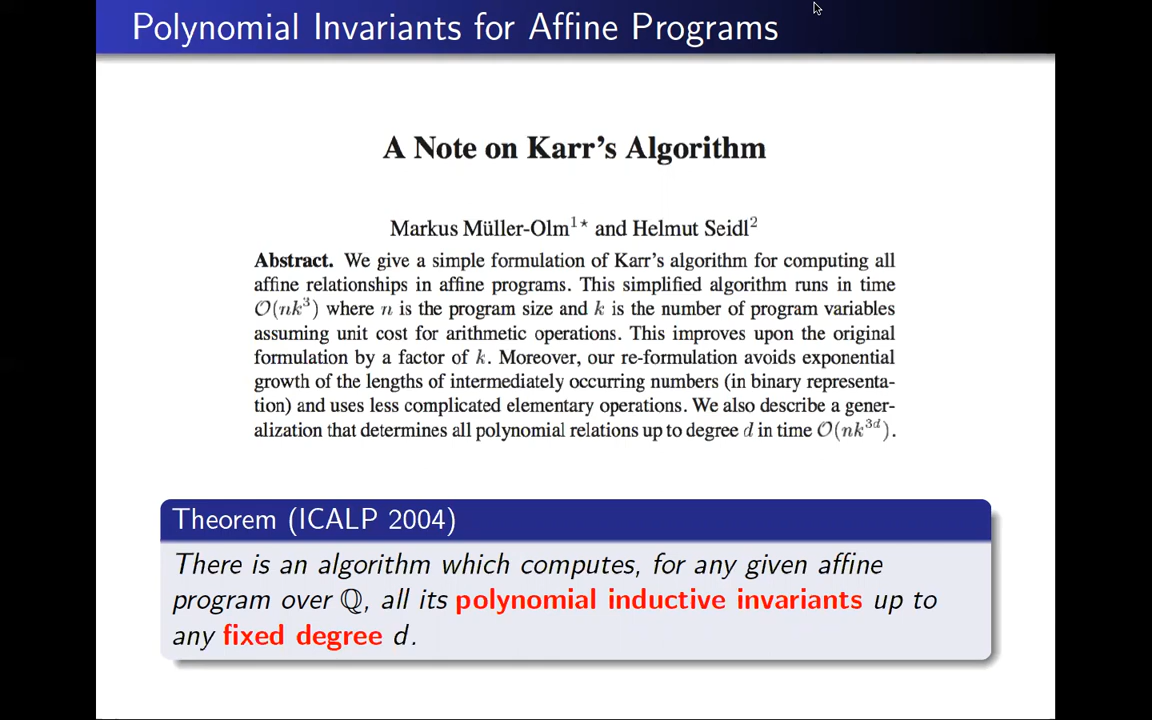 Polynomial Invariants for Affine Programs
A Note on Karr's Algorithm
Markus Müller-Olm¹* and Helmut Seidl²
Abstract. We give a simple formulation of Karr's algorithm for computing all
affine relationships in affine programs. This simplified algorithm runs in time
O(nk³) where n is the program size and k is the number of program variables
assuming unit cost for arithmetic operations. This improves upon the original
formulation by a factor of k. Moreover, our re-formulation avoids exponential
growth of the lengths of intermediately occurring numbers (in binary representa-
tion) and uses less complicated elementary operations. We also describe a gener-
alization that determines all polynomial relations up to degree d in time O(nk³ᵈ).
Theorem (ICALP 2004)
There is an algorithm which computes, for any given affine
program over ℚ, all its polynomial inductive invariants up to
any fixed degree d.